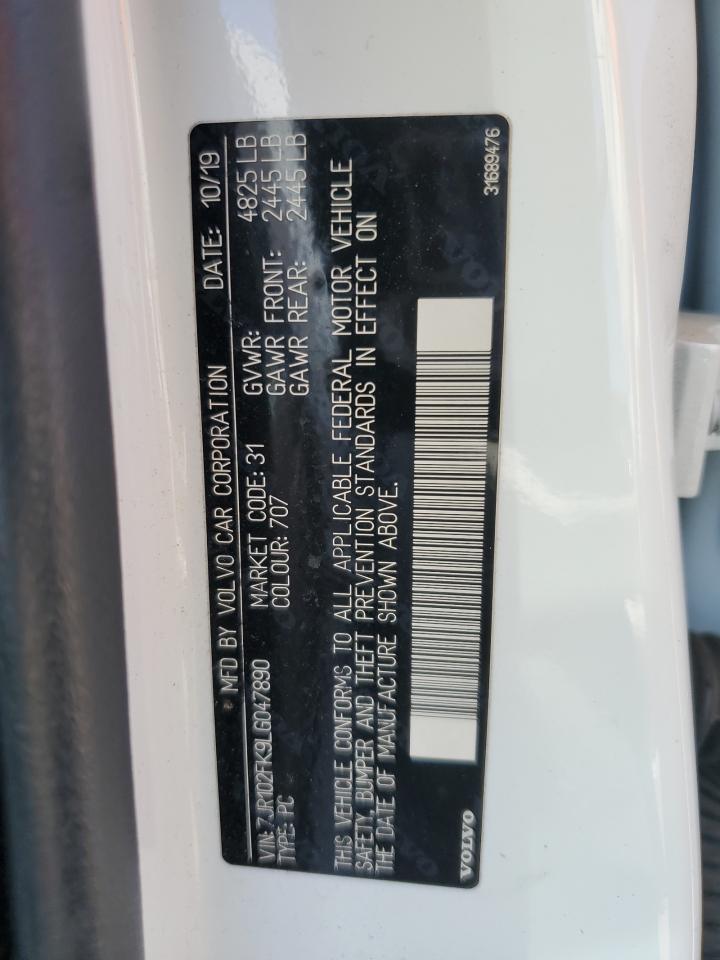 MFD BY VOLVO CAR CORPORATION DATE: 10/19
VIN: 7JR102FK9LG047890 MARKET CODE: 31 GVWR: 4825 LB
TYPE: PC COLOUR: 707 GAWR FRONT: 2445 LB
GAWR REAR: 2445 LB
THIS VEHICLE CONFORMS TO ALL APPLICABLE FEDERAL MOTOR VEHICLE
SAFETY, BUMPER AND THEFT PREVENTION STANDARDS IN EFFECT ON
THE DATE OF MANUFACTURE SHOWN ABOVE.
VOLVO 31689476